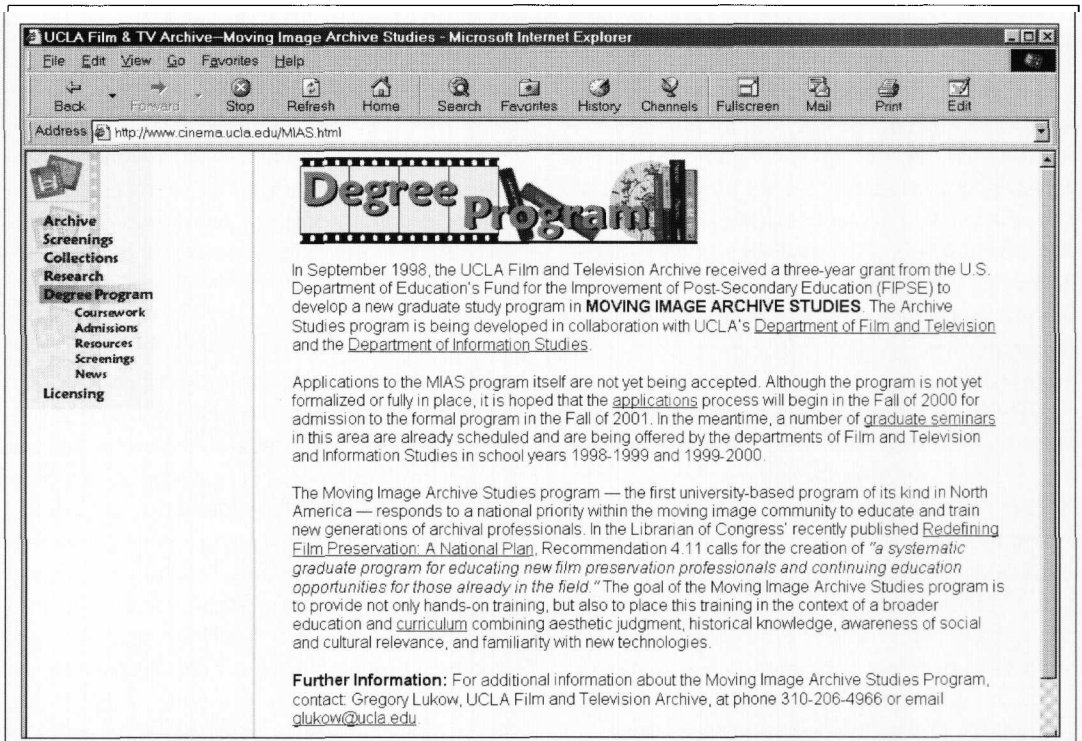 UCLA Film & TV Archive—Moving Image Archive Studies - Microsoft Internet Explorer
File Edit View Go Favorites Help
Back Forward Stop Refresh Home Search Favorites History Channels Fullscreen Mail Print Edit
Address http://www.cinema.ucla.edu/MIAS.html
Archive
Screenings
Collections
Research
Degree Program
Coursework
Admissions
Resources
Screenings
News
Licensing
Degree Program
In September 1998, the UCLA Film and Television Archive received a three-year grant from the U.S.
Department of Education's Fund for the Improvement of Post-Secondary Education (FIPSE) to
develop a new graduate study program in MOVING IMAGE ARCHIVE STUDIES. The Archive
Studies program is being developed in collaboration with UCLA's Department of Film and Television
and the Department of Information Studies.
Applications to the MIAS program itself are not yet being accepted. Although the program is not yet
formalized or fully in place, it is hoped that the applications process will begin in the Fall of 2000 for
admission to the formal program in the Fall of 2001. In the meantime, a number of graduate seminars
in this area are already scheduled and are being offered by the departments of Film and Television
and Information Studies in school years 1998-1999 and 1999-2000.
The Moving Image Archive Studies program — the first university-based program of its kind in North
America — responds to a national priority within the moving image community to educate and train
new generations of archival professionals. In the Librarian of Congress' recently published Redefining
Film Preservation: A National Plan, Recommendation 4.11 calls for the creation of "a systematic
graduate program for educating new film preservation professionals and continuing education
opportunities for those already in the field." The goal of the Moving Image Archive Studies program is
to provide not only hands-on training, but also to place this training in the context of a broader
education and curriculum combining aesthetic judgment, historical knowledge, awareness of social
and cultural relevance, and familiarity with new technologies.
Further Information: For additional information about the Moving Image Archive Studies Program,
contact: Gregory Lukow, UCLA Film and Television Archive, at phone 310-206-4966 or email
glukow@ucla.edu.